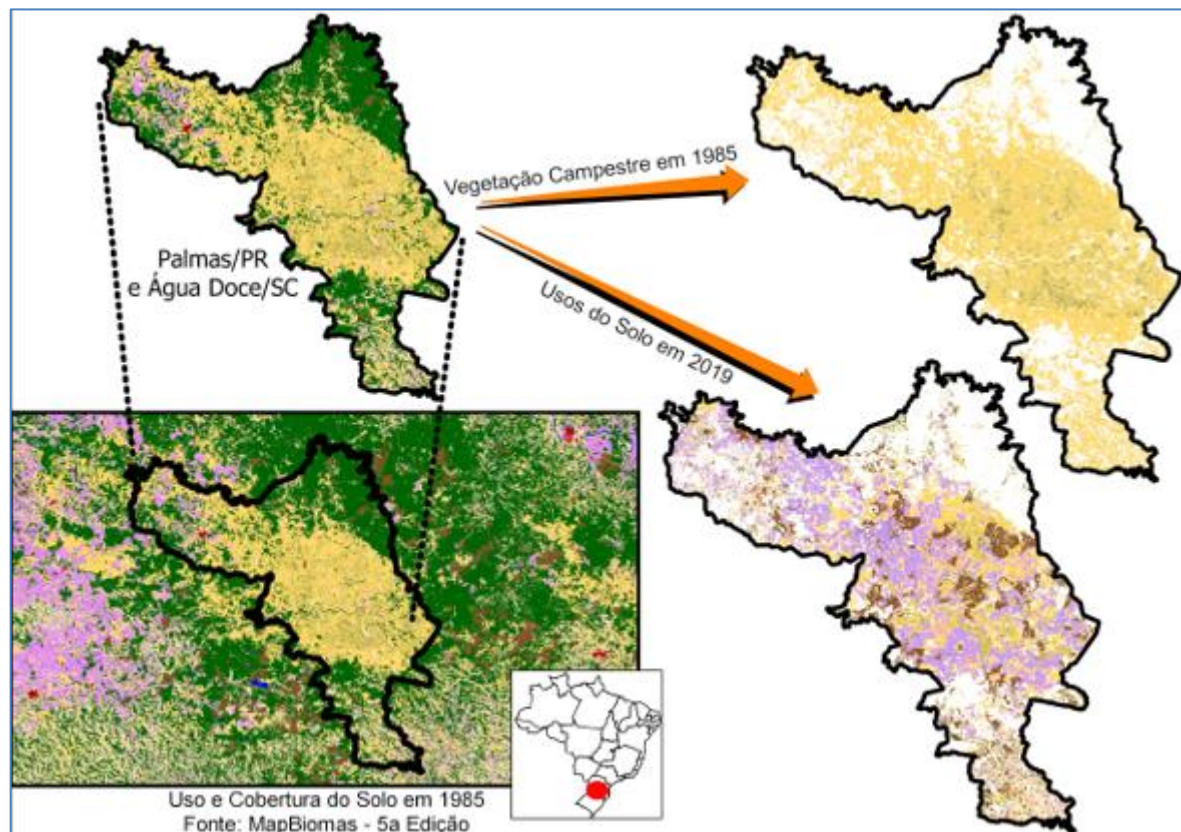 Vegetação Campestre em 1985
Palmas/PR
e Água Doce/SC
Usos do Solo em 2019
Uso e Cobertura do Solo em 1985
Fonte: MapBiomas - 5a Edição